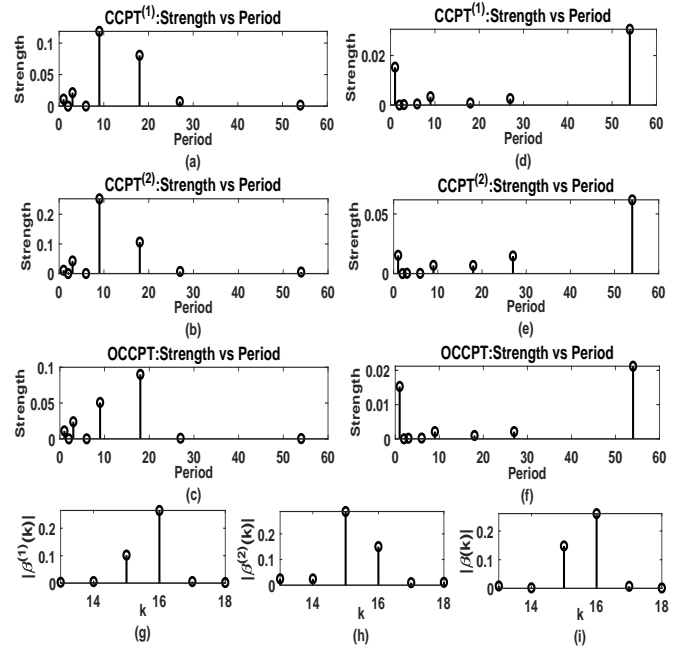 CCPT(1):Strength vs Period
Strength
0.1
0.05
0
0 10 20 30 40 50 60
Period
(a)
CCPT(1):Strength vs Period
Strength
0.02
0
0 10 20 30 40 50 60
Period
(d)
CCPT(2):Strength vs Period
Strength
0.2
0.1
0
0 10 20 30 40 50 60
Period
(b)
CCPT(2):Strength vs Period
Strength
0.05
0
0 10 20 30 40 50 60
Period
(e)
OCCPT:Strength vs Period
Strength
0.1
0.05
0
0 10 20 30 40 50 60
Period
(c)
OCCPT:Strength vs Period
Strength
0.02
0.01
0
0 10 20 30 40 50 60
Period
(f)
|β(1)(k)|
0.2
0.1
0
14 16 18
k
(g)
|β(2)(k)|
0.2
0.1
0
14 16 18
k
(h)
|β(k)|
0.2
0.1
0
14 16 18
k
(i)